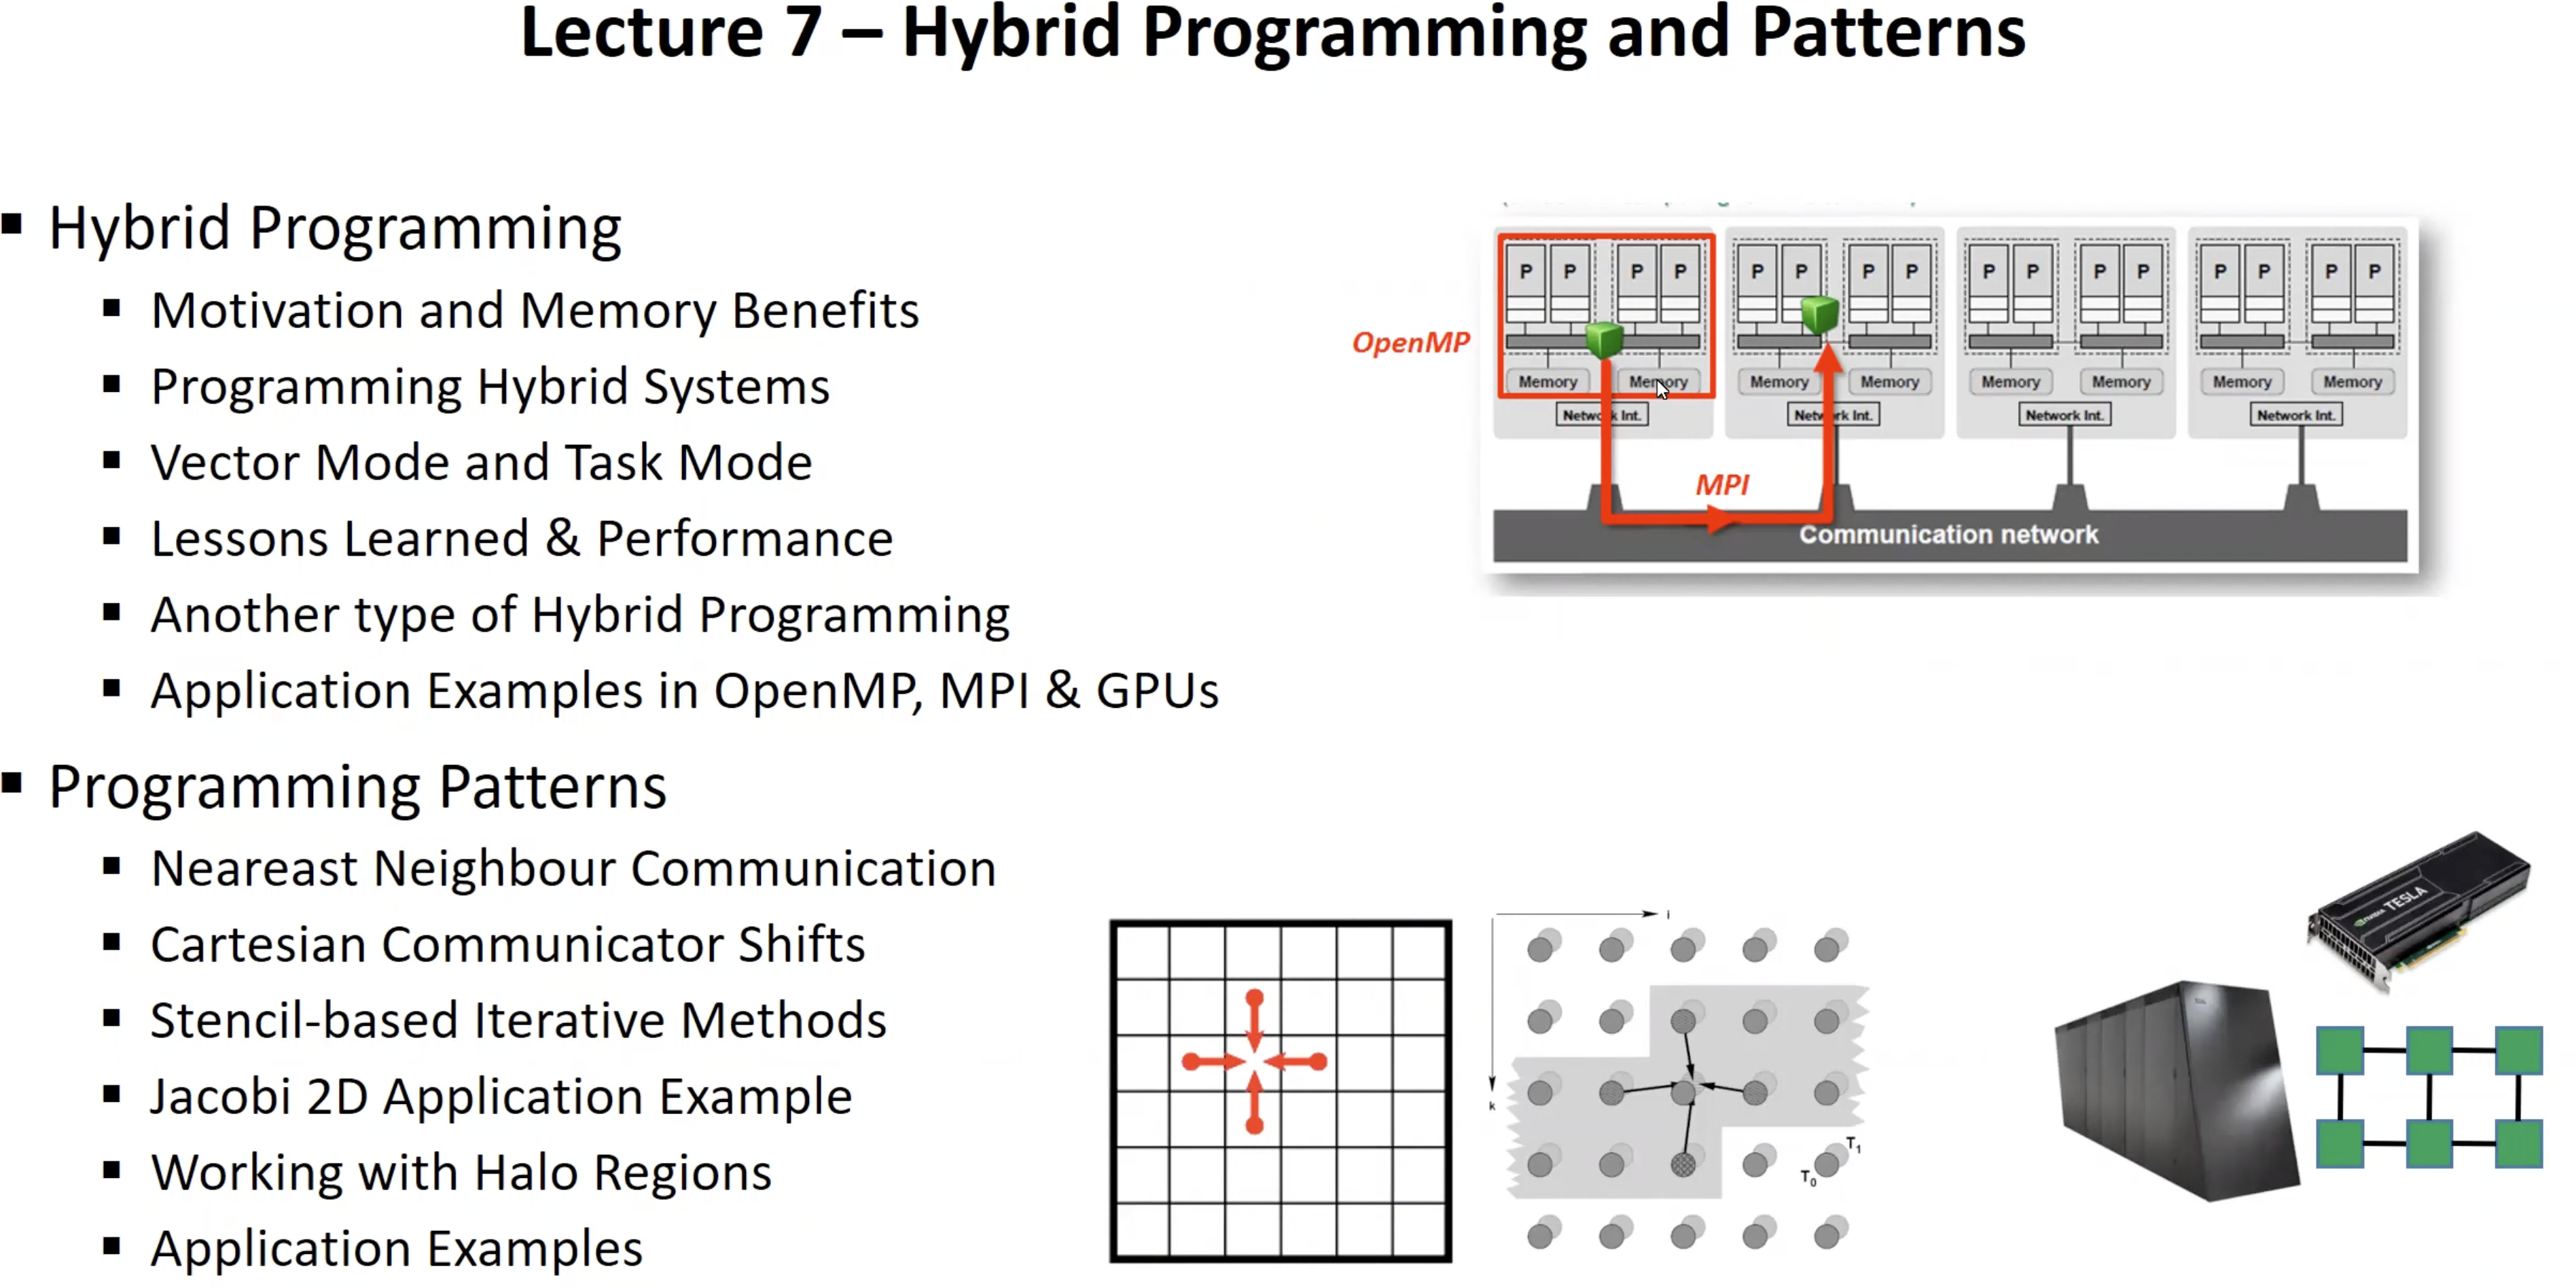 Lecture 7 – Hybrid Programming and Patterns
▪ Hybrid Programming
▪ Motivation and Memory Benefits
▪ Programming Hybrid Systems
▪ Vector Mode and Task Mode
▪ Lessons Learned & Performance
▪ Another type of Hybrid Programming
▪ Application Examples in OpenMP, MPI & GPUs
▪ Programming Patterns
▪ Neareast Neighbour Communication
▪ Cartesian Communicator Shifts
▪ Stencil-based Iterative Methods
▪ Jacobi 2D Application Example
▪ Working with Halo Regions
▪ Application Examples
P P P P P P P P P P P P P P P P
OpenMP
Memory Memory Memory Memory Memory Memory Memory Memory
Network Int. Network Int. Network Int. Network Int.
MPI
Communication network
i
k
T1
T0
NVIDIA TESLA